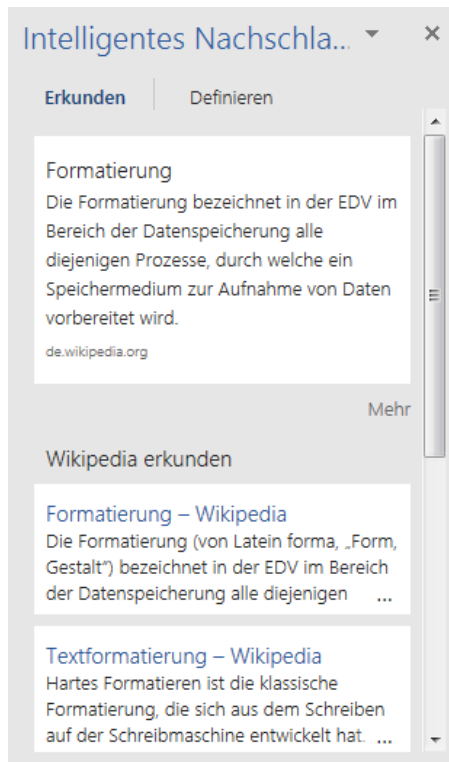 Intelligentes Nachschla...
Erkunden Definieren
Formatierung
Die Formatierung bezeichnet in der EDV im
Bereich der Datenspeicherung alle
diejenigen Prozesse, durch welche ein
Speichermedium zur Aufnahme von Daten
vorbereitet wird.
de.wikipedia.org
Mehr
Wikipedia erkunden
Formatierung – Wikipedia
Die Formatierung (von Latein forma, „Form,
Gestalt“) bezeichnet in der EDV im Bereich
der Datenspeicherung alle diejenigen ...
Textformatierung – Wikipedia
Hartes Formatieren ist die klassische
Formatierung, die sich aus dem Schreiben
auf der Schreibmaschine entwickelt hat. ...